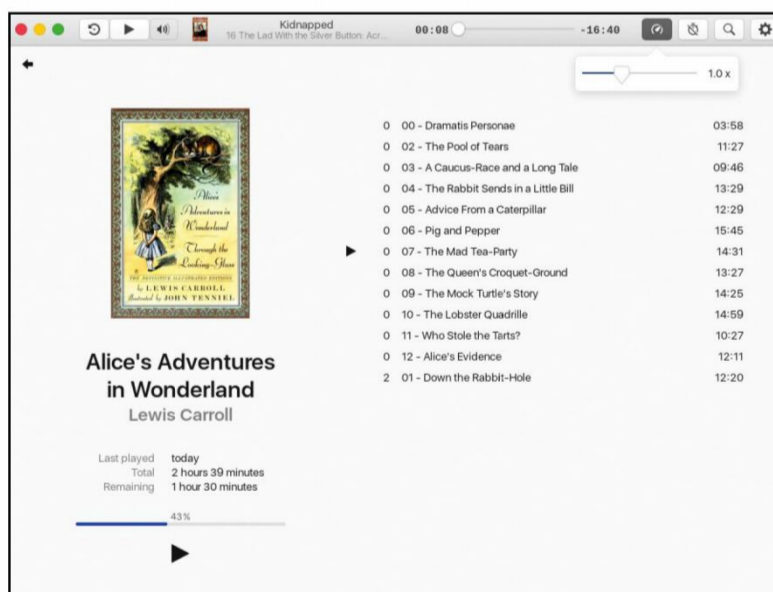 Kidnapped
16 The Lad With the Silver Button: Acr...
00:08
-16:40
1.0 x
Alice's
Adventures in
Wonderland
Through the
Looking-Glass
THE DEFINITIVE ILLUSTRATED EDITIONS
by LEWIS CARROLL
Illustrated by JOHN TENNIEL
Alice's Adventures
in Wonderland
Lewis Carroll
Last played today
Total 2 hours 39 minutes
Remaining 1 hour 30 minutes
43%
0 00 - Dramatis Personae 03:58
0 02 - The Pool of Tears 11:27
0 03 - A Caucus-Race and a Long Tale 09:46
0 04 - The Rabbit Sends in a Little Bill 13:29
0 05 - Advice From a Caterpillar 12:29
0 06 - Pig and Pepper 15:45
0 07 - The Mad Tea-Party 14:31
0 08 - The Queen's Croquet-Ground 13:27
0 09 - The Mock Turtle's Story 14:25
0 10 - The Lobster Quadrille 14:59
0 11 - Who Stole the Tarts? 10:27
0 12 - Alice's Evidence 12:11
2 01 - Down the Rabbit-Hole 12:20